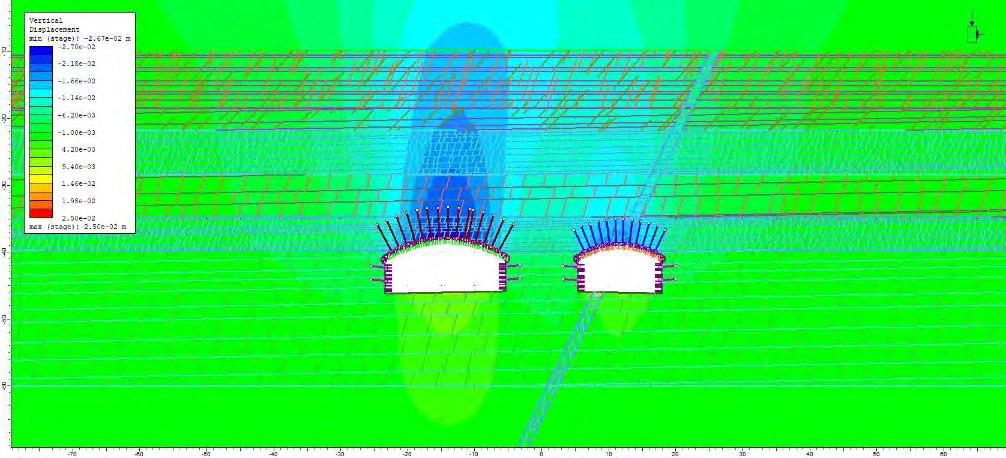 Vertical
Displacement
min (stage): -2.67e-02 m
-2.70e-02
-2.18e-02
-1.66e-02
-1.14e-02
-6.20e-03
-1.00e-03
4.20e-03
9.40e-03
1.46e-02
1.98e-02
2.50e-02
max (stage): 2.50e-02 m
-70
-60
-50
-40
-30
-20
-10
0
10
20
30
40
50
60